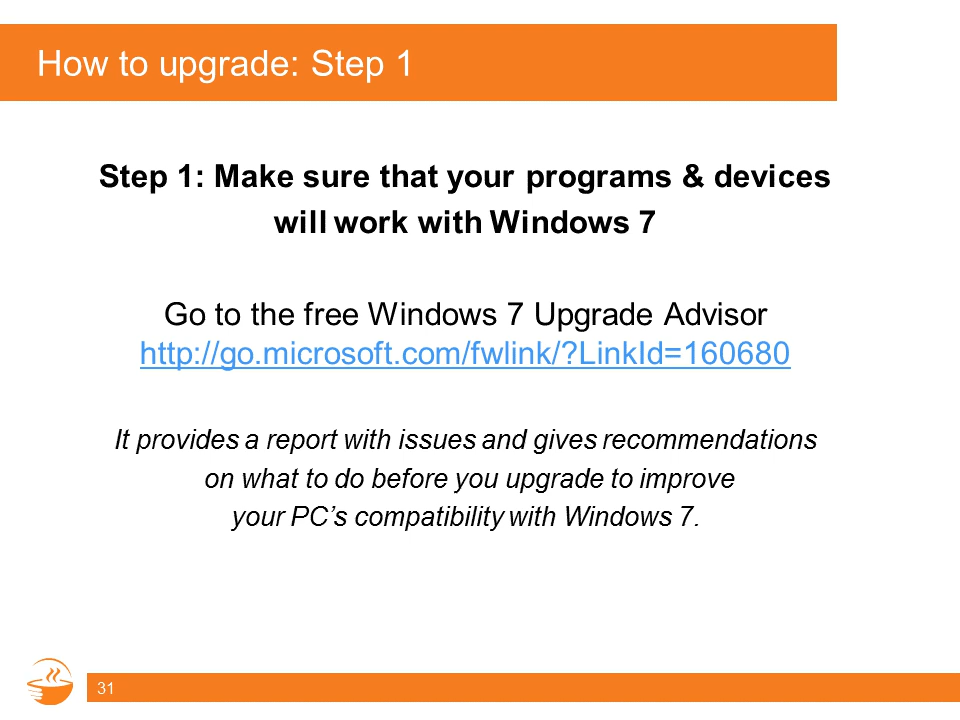 How to upgrade: Step 1
Step 1: Make sure that your programs & devices
will work with Windows 7
Go to the free Windows 7 Upgrade Advisor
http://go.microsoft.com/fwlink/?LinkId=160680
It provides a report with issues and gives recommendations
on what to do before you upgrade to improve
your PC’s compatibility with Windows 7.
31